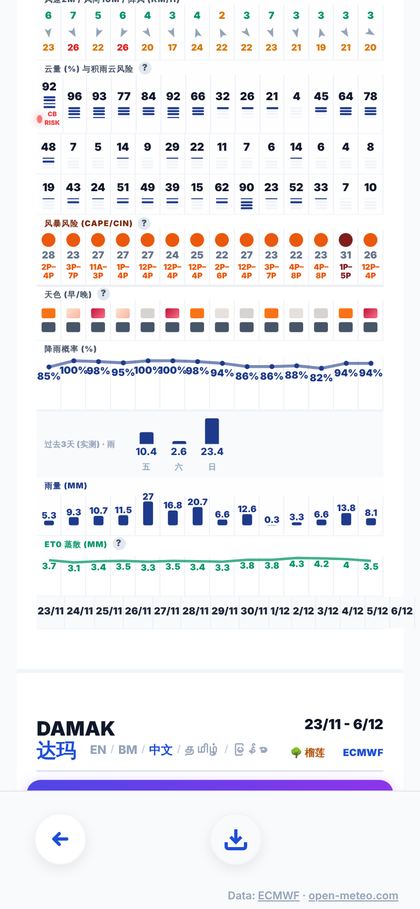 6 7 5 6 4 3 4 2 3 3 3 3 3 3
23 26 22 26 20 17 24 22 22 23 21 19 21 20
云量 (%) 与积雨云风险 ?
92 96 93 77 84 92 66 32 26 21 4 45 64 78
CB
RISK
48 7 5 14 9 29 22 11 7 6 14 6 4 8
19 43 24 51 49 39 15 62 90 23 52 33 7 10
风暴风险 (CAPE/CIN) ?
28 23 27 27 27 24 25 22 27 23 22 23 31 26
2P–4P 3P–7P 11A–3P 1P–4P 12P–4P 12P–4P 12P–4P 12P–6P 3P–7P 2P–4P 4P–8P 4P–8P 1P–5P 12P–4P
天色 (早/晚) ?
降雨概率 (%)
85% 100% 98% 95% 100% 100% 98% 94% 86% 86% 88% 82% 94% 94%
过去3天 (实测) · 雨
10.4 2.6 23.4
五 六 日
雨量 (MM)
5.3 9.3 10.7 11.5 27 16.8 20.7 6.6 12.6 0.3 3.3 6.6 13.8 8.1
ET0 蒸散 (MM) ?
3.7 3.1 3.4 3.5 3.3 3.5 3.4 3.3 3.8 3.8 4.3 4.2 4 3.5
23/11 24/11 25/11 26/11 27/11 28/11 29/11 30/11 1/12 2/12 3/12 4/12 5/12 6/12
DAMAK
23/11 - 6/12
达玛
EN / BM / 中文 / தமிழ் / မြန်မာ
榴莲 ECMWF
Data: ECMWF · open-meteo.com